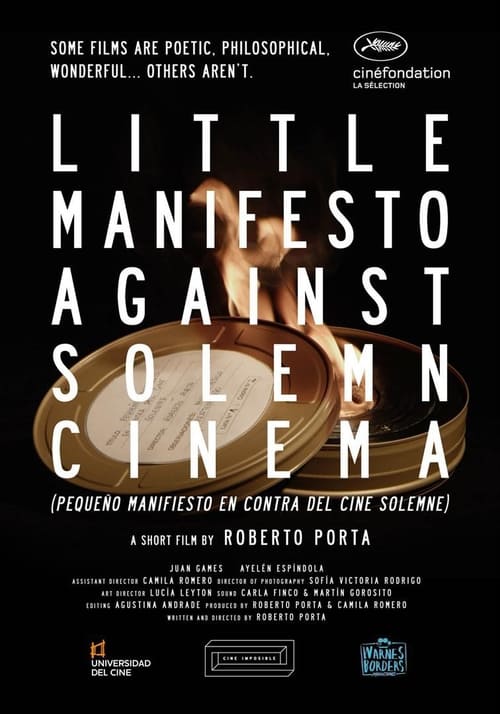 SOME FILMS ARE POETIC, PHILOSOPHICAL,
WONDERFUL... OTHERS AREN'T.
cinéfondation
LA SÉLECTION
LITTLE
MANIFESTO
AGAINST
SOLEMN
CINEMA
(PEQUEÑO MANIFIESTO EN CONTRA DEL CINE SOLEMNE)
A SHORT FILM BY ROBERTO PORTA
JUAN GAMES AYELÉN ESPÍNDOLA
ASSISTANT DIRECTOR CAMILA ROMERO DIRECTOR OF PHOTOGRAPHY SOFÍA VICTORIA RODRIGO
ART DIRECTOR LUCÍA LEYTON SOUND CARLA FINCO & MARTÍN GOROSITO
EDITING AGUSTINA ANDRADE PRODUCED BY ROBERTO PORTA & CAMILA ROMERO
WRITTEN AND DIRECTED BY ROBERTO PORTA
UNIVERSIDAD
DEL CINE
CINE IMPOSIBLE
WARNES
BORDERS